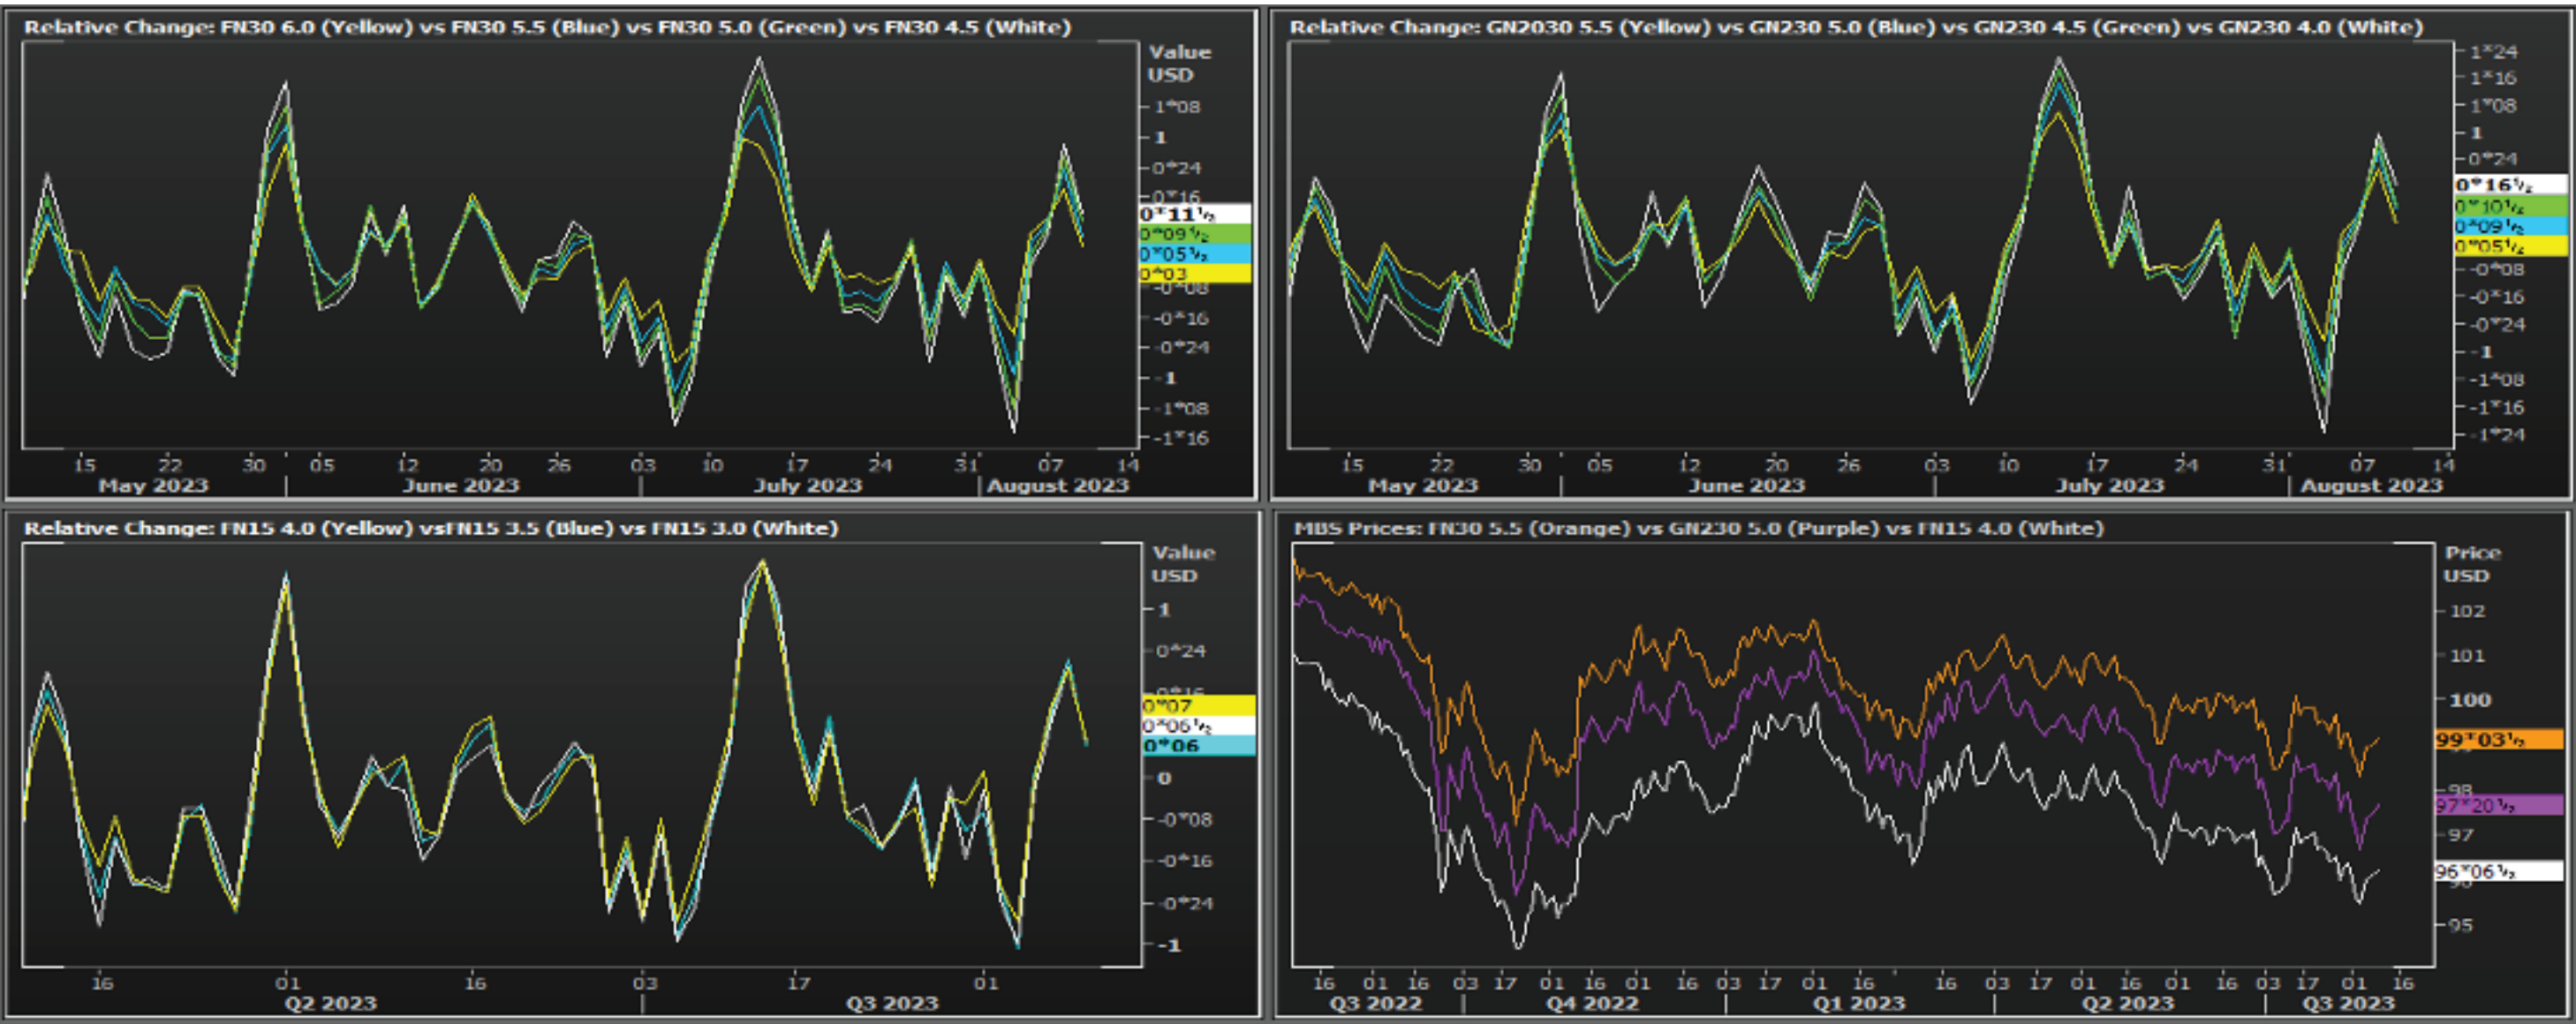 Relative Change: FN30 6.0 (Yellow) vs FN30 5.5 (Blue) vs FN30 5.0 (Green) vs FN30 4.5 (White)
Value
USD
1*08
1
0*24
0*16
0*11½
0*09½
0*05½
0*03
-0*08
-0*16
-0*24
-1
-1*08
-1*16
15 22 30 05 12 20 26 03 10 17 24 31 07 14
May 2023 June 2023 July 2023 August 2023
Relative Change: GN2030 5.5 (Yellow) vs GN230 5.0 (Blue) vs GN230 4.5 (Green) vs GN230 4.0 (White)
1*24
1*16
1*08
1
0*24
0*16½
0*10½
0*09½
0*05½
-0*08
-0*16
-0*24
-1
-1*08
-1*16
-1*24
15 22 30 05 12 20 26 03 10 17 24 31 07 14
May 2023 June 2023 July 2023 August 2023
Relative Change: FN15 4.0 (Yellow) vsFN15 3.5 (Blue) vs FN15 3.0 (White)
Value
USD
1
0*24
0*16
0*07
0*06½
0*06
0
-0*08
-0*16
-0*24
-1
16 01 16 03 17 01
Q2 2023 Q3 2023
MBS Prices: FN30 5.5 (Orange) vs GN230 5.0 (Purple) vs FN15 4.0 (White)
Price
USD
102
101
100
99*03½
98
97*20½
97
96*06½
95
16 01 16 03 17 01 16 01 16 03 17 01 16 03 17 01 16 01 16 03 17 01 16
Q3 2022 Q4 2022 Q1 2023 Q2 2023 Q3 2023